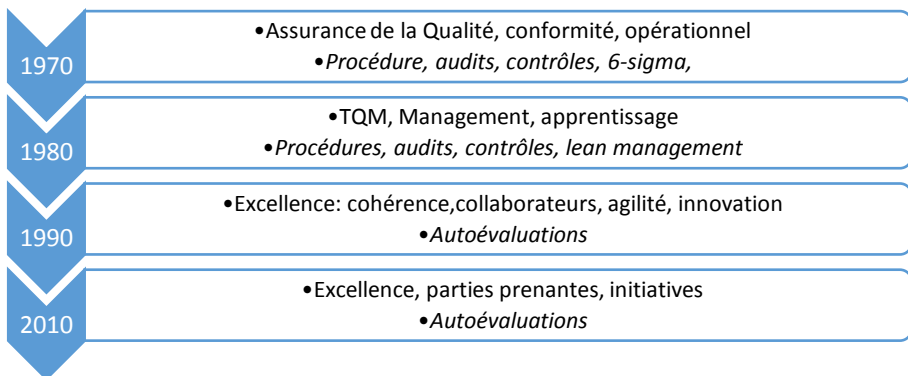 1970
•Assurance de la Qualité, conformité, opérationnel
•Procédure, audits, contrôles, 6-sigma,
1980
•TQM, Management, apprentissage
•Procédures, audits, contrôles, lean management
1990
•Excellence: cohérence,collaborateurs, agilité, innovation
•Autoévaluations
2010
•Excellence, parties prenantes, initiatives
•Autoévaluations